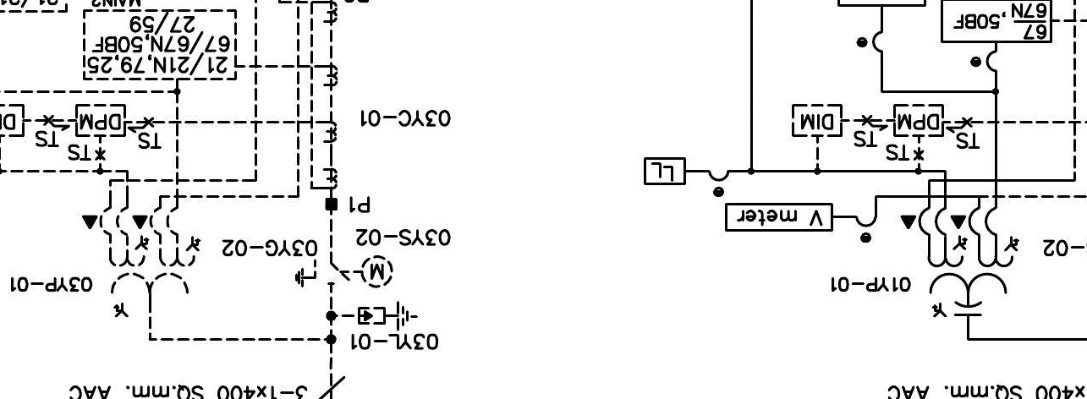 x400 SQ.mm. AAC
3-1x400 SQ.mm. AAC
03YL-01
01YP-01
M
03YP-01
-02
03YS-02
03YG-02
V meter
P1
LL
TS
TS
TS
DPM
DIM
03YC-01
TS
TS
TS
DPM
67
67N,50BF
21/21N,79,25
67/67N,50BF
27/59
MAIN2